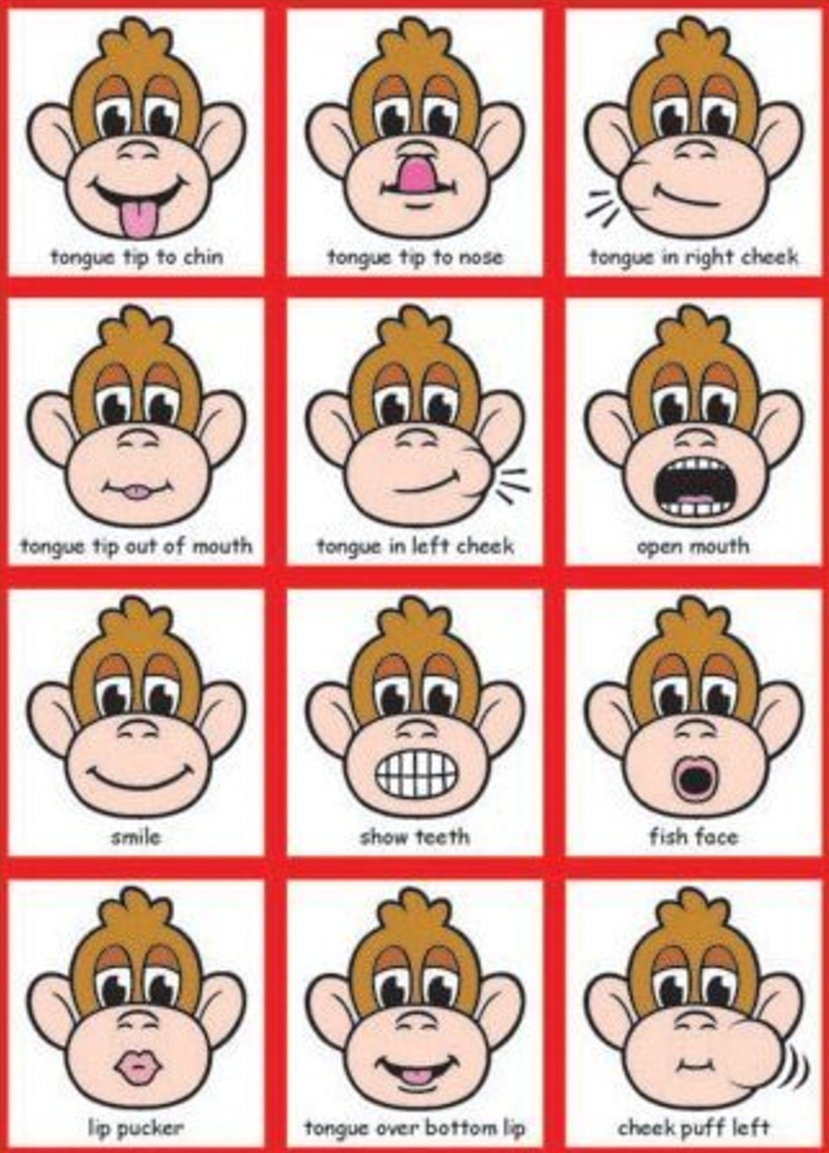 tongue tip to chin
tongue tip to nose
tongue in right cheek
tongue tip out of mouth
tongue in left cheek
open mouth
smile
show teeth
fish face
lip pucker
tongue over bottom lip
cheek puff left